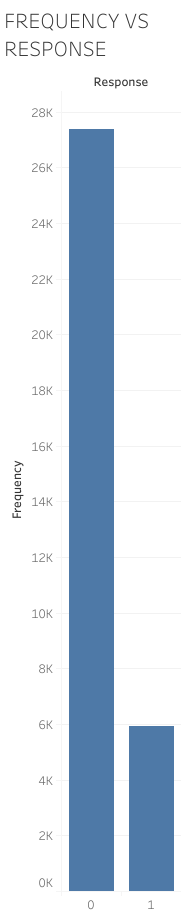 FREQUENCY VS
RESPONSE
Response
28K
26K
24K
22K
20K
18K
16K
14K
12K
10K
8K
6K
4K
2K
0K
Frequency
0 1